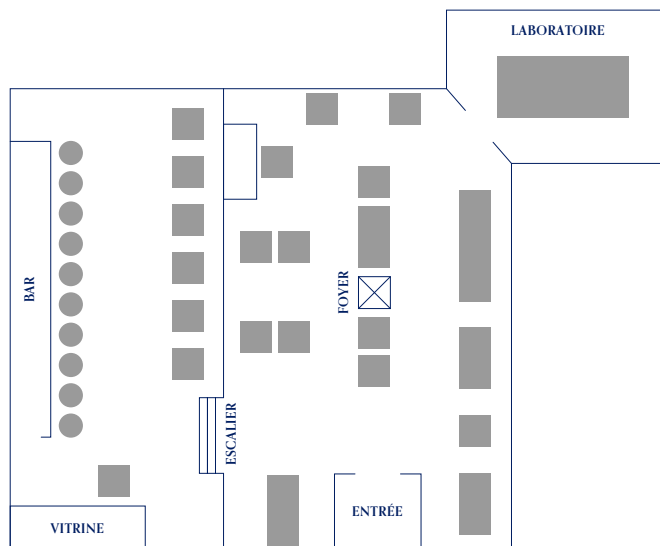 LABORATOIRE
BAR
FOYER
ESCALIER
VITRINE
ENTRÉE